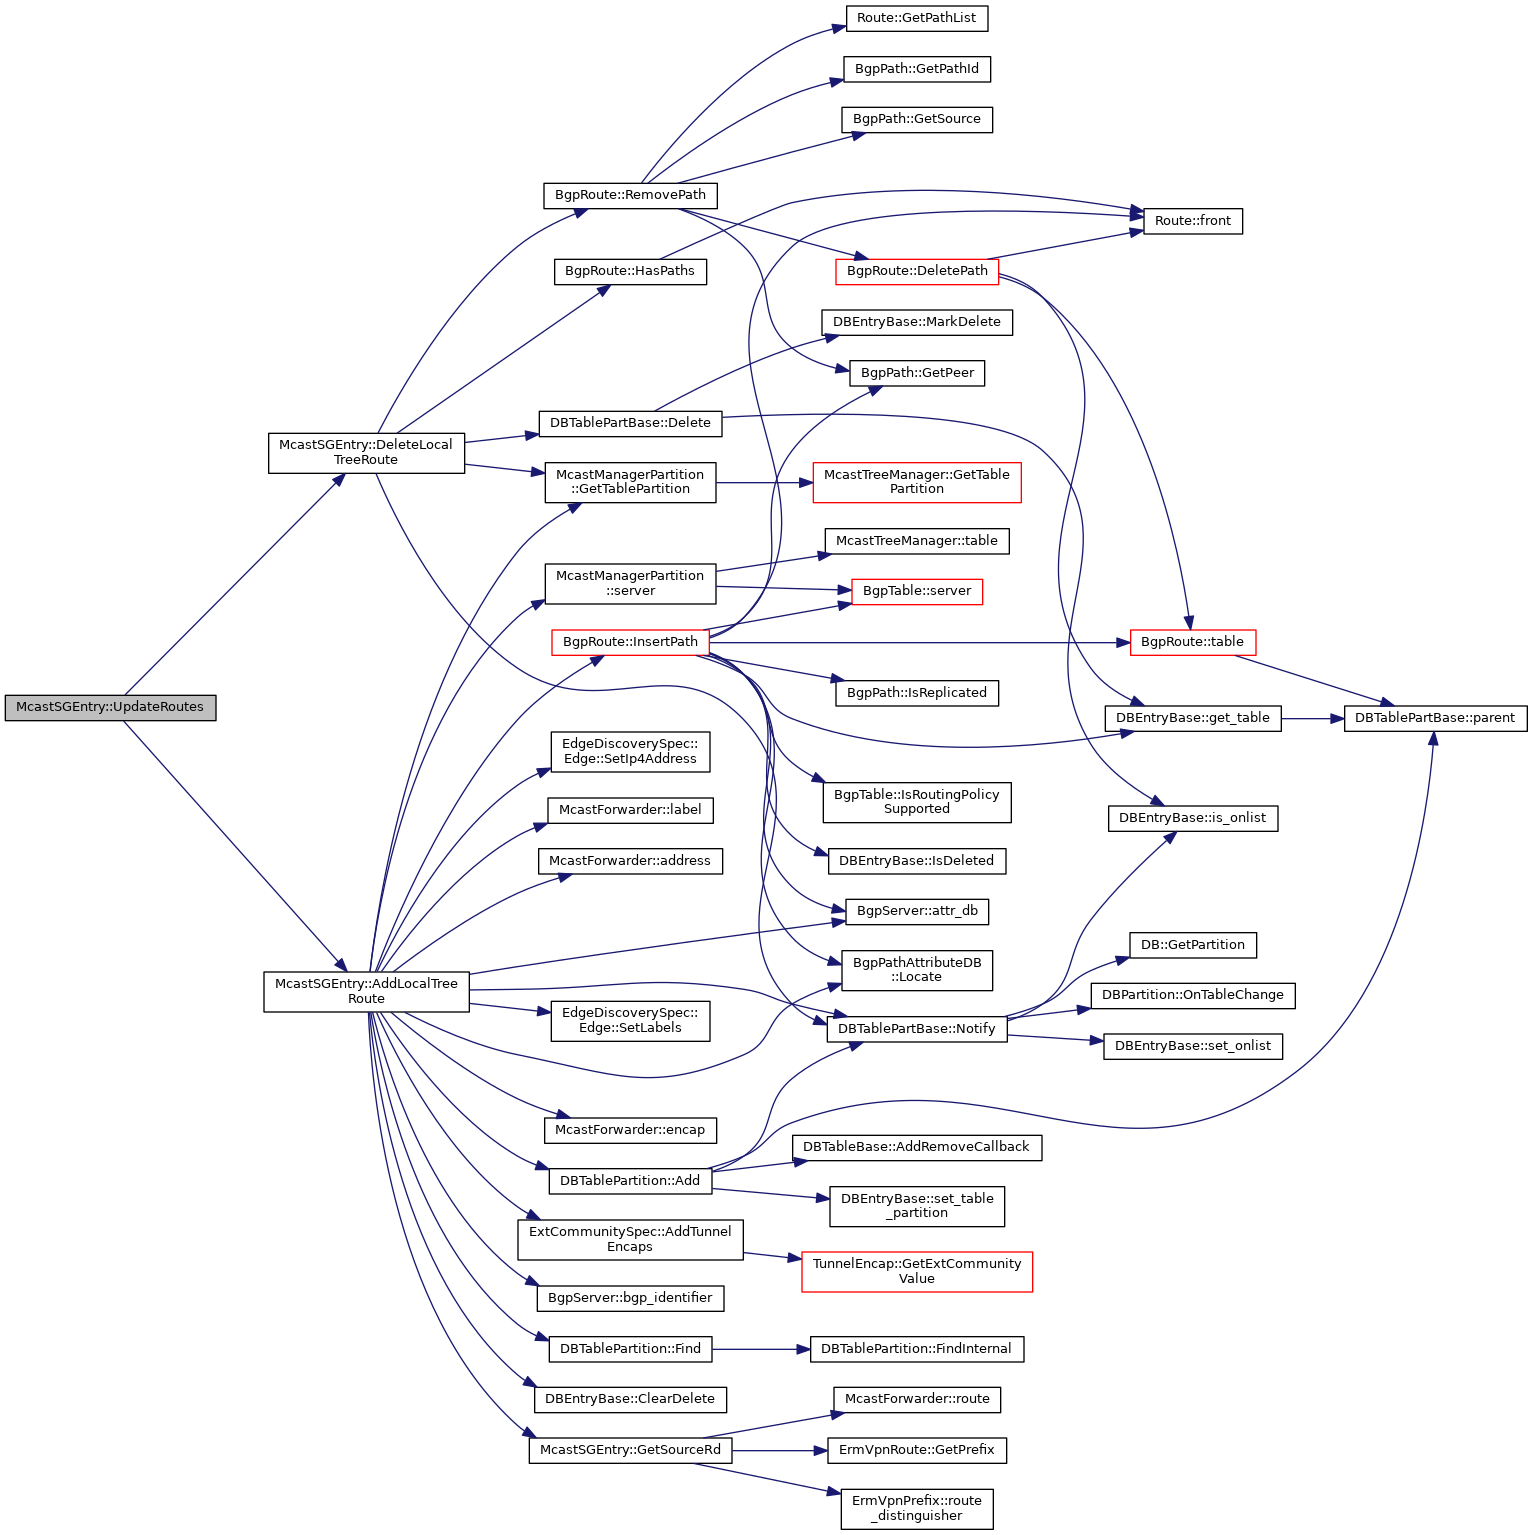 Route::GetPathList
BgpPath::GetPathId
BgpPath::GetSource
BgpRoute::RemovePath
Route::front
BgpRoute::HasPaths
BgpRoute::DeletePath
DBEntryBase::MarkDelete
BgpPath::GetPeer
DBTablePartBase::Delete
McastSGEntry::DeleteLocal
TreeRoute
McastManagerPartition
::GetTablePartition
McastTreeManager::GetTable
Partition
McastTreeManager::table
McastManagerPartition
::server
BgpTable::server
BgpRoute::InsertPath
BgpRoute::table
BgpPath::IsReplicated
McastSGEntry::UpdateRoutes
DBEntryBase::get_table
DBTablePartBase::parent
EdgeDiscoverySpec::
Edge::SetIp4Address
BgpTable::IsRoutingPolicy
Supported
McastForwarder::label
DBEntryBase::is_onlist
McastForwarder::address
DBEntryBase::IsDeleted
BgpServer::attr_db
DB::GetPartition
BgpPathAttributeDB
::Locate
McastSGEntry::AddLocalTree
Route
DBPartition::OnTableChange
EdgeDiscoverySpec::
Edge::SetLabels
DBTablePartBase::Notify
DBEntryBase::set_onlist
McastForwarder::encap
DBTableBase::AddRemoveCallback
DBTablePartition::Add
DBEntryBase::set_table
_partition
ExtCommunitySpec::AddTunnel
Encaps
TunnelEncap::GetExtCommunity
Value
BgpServer::bgp_identifier
DBTablePartition::Find
DBTablePartition::FindInternal
DBEntryBase::ClearDelete
McastForwarder::route
McastSGEntry::GetSourceRd
ErmVpnRoute::GetPrefix
ErmVpnPrefix::route
_distinguisher